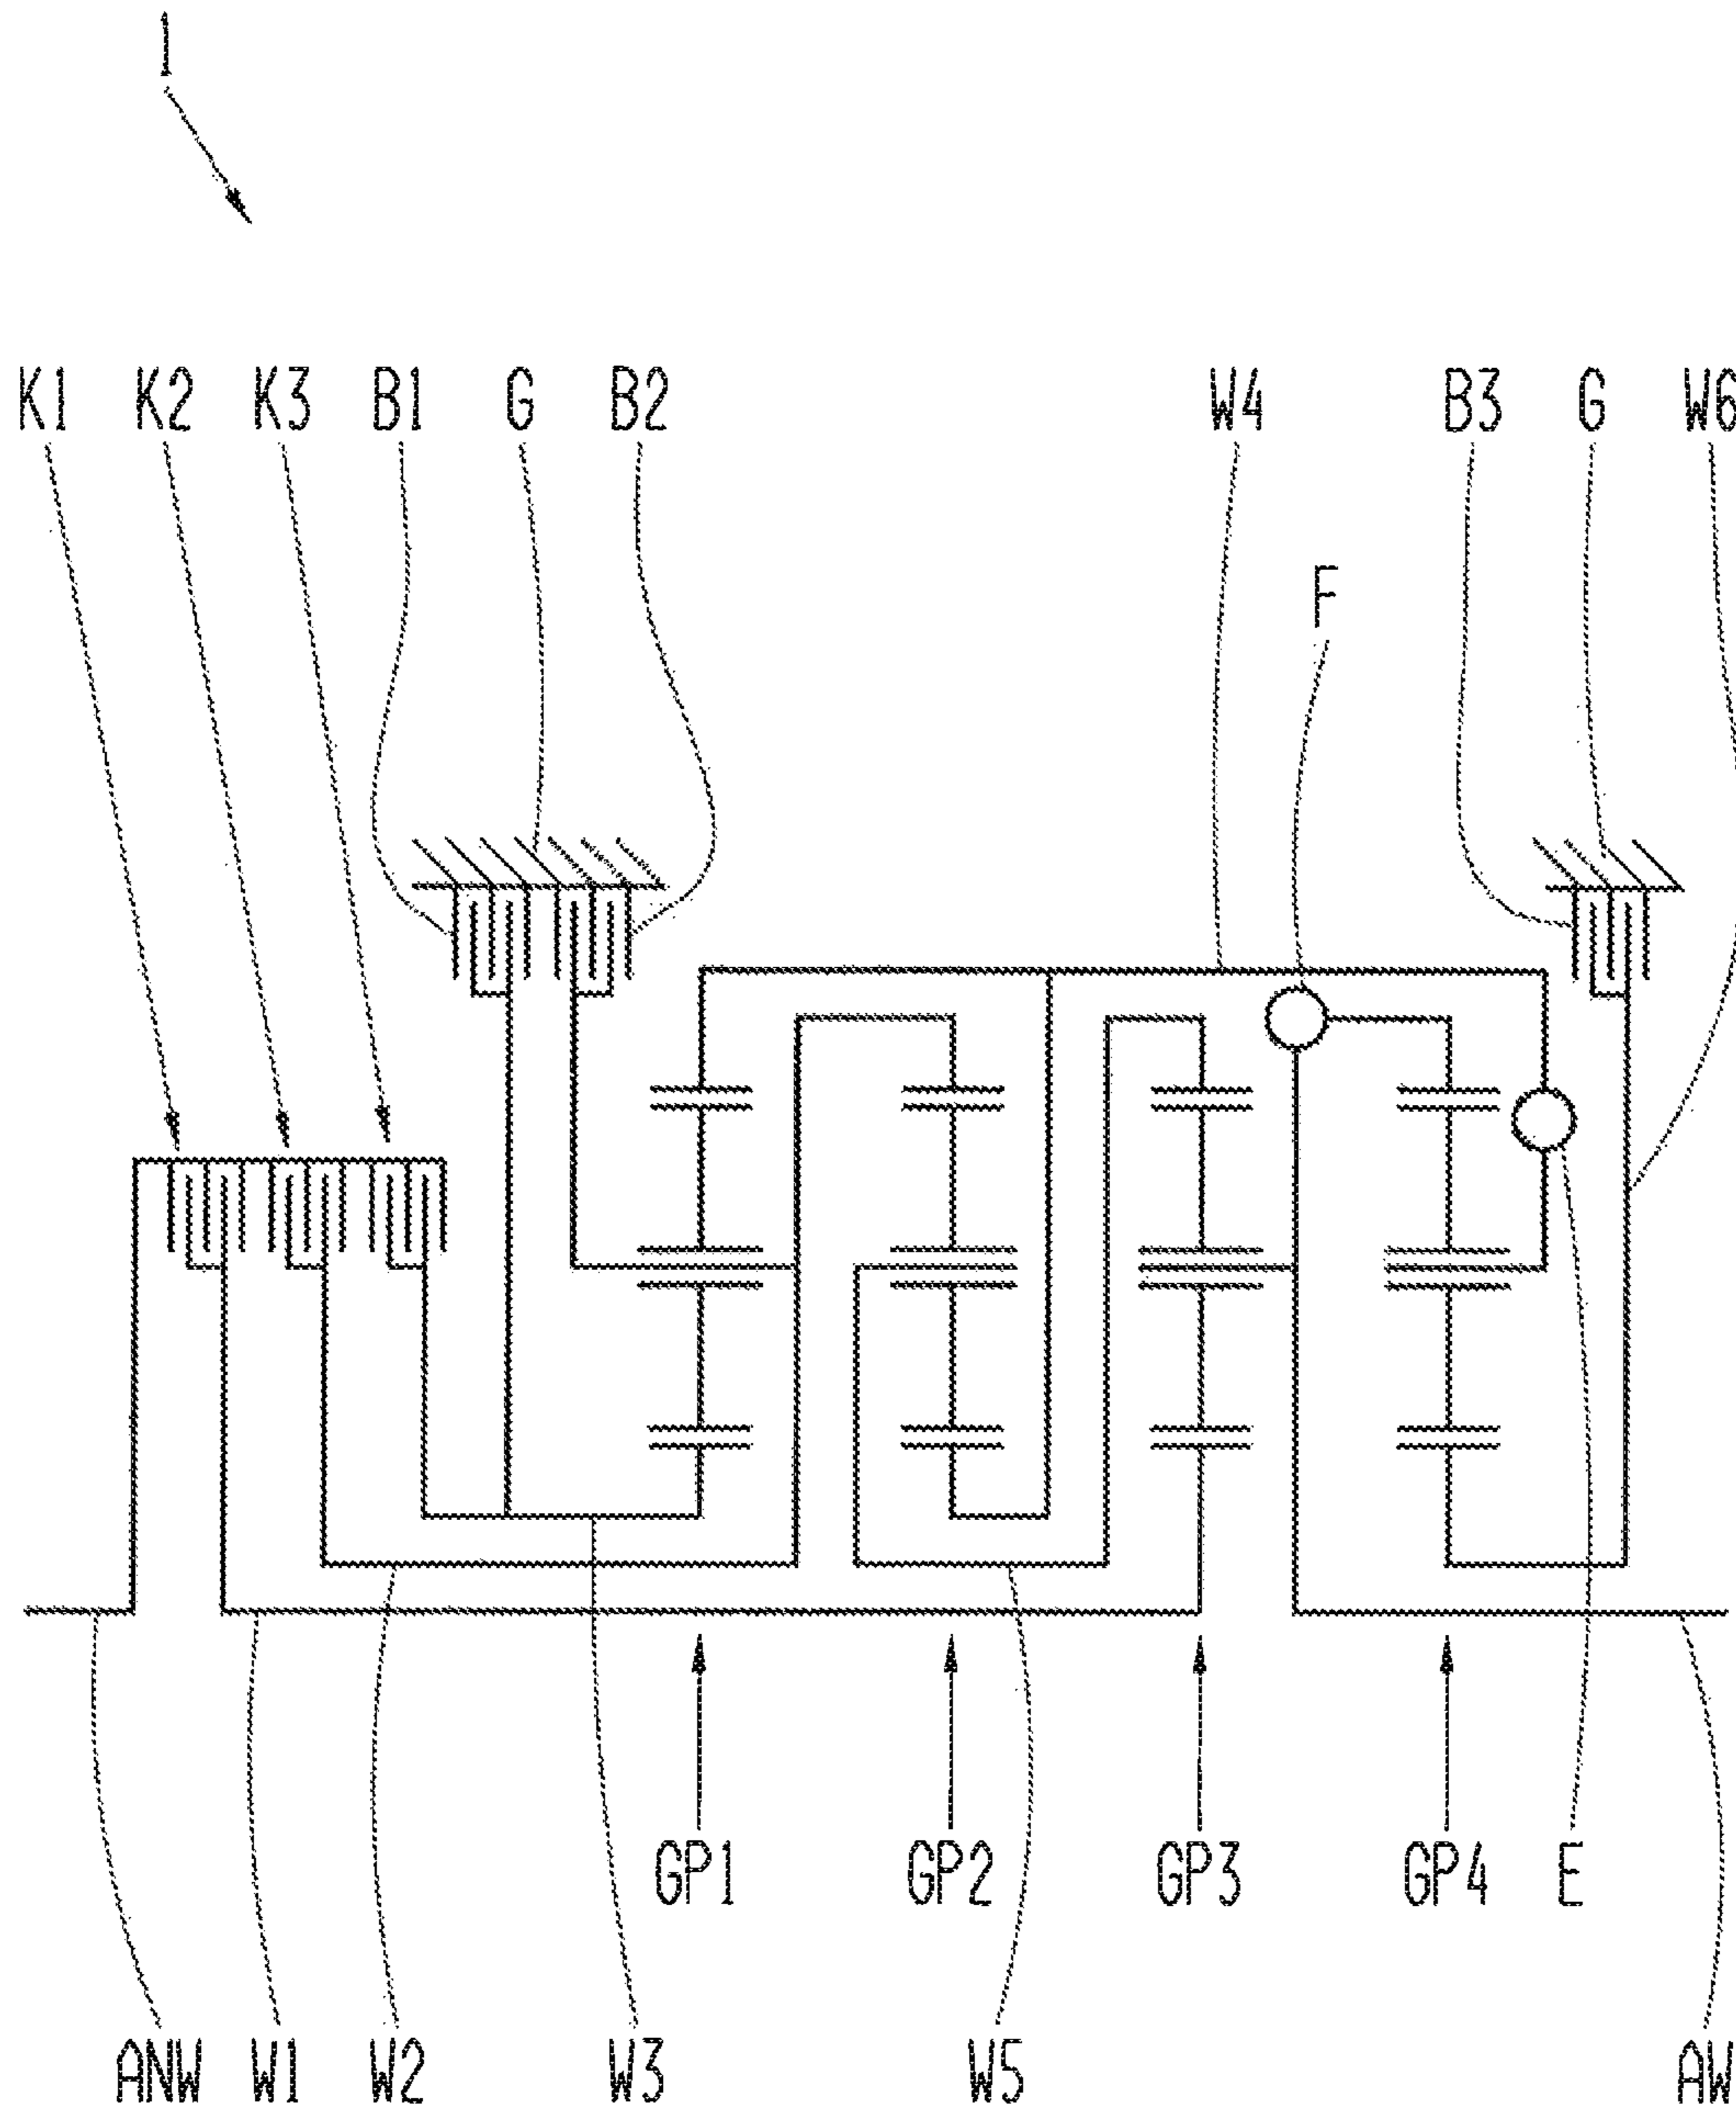 1
K1 K2 K3 B1 G B2 W4 B3 G W6
F
GP1 GP2 GP3 GP4 E
ANW W1 W2 W3 W5 AW